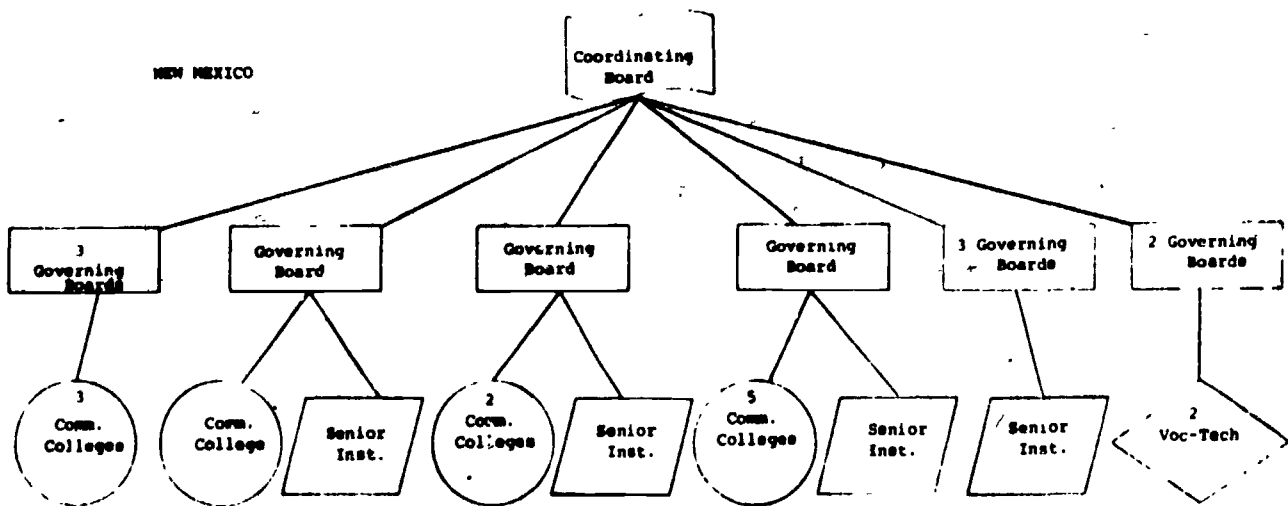 NEW MEXICO
Coordinating
Board
3
Governing
Boards
Governing
Board
Governing
Board
Governing
Board
3 Governing
Boards
2 Governing
Boards
3
Comm.
Colleges
Comm.
College
Senior
Inst.
2
Comm.
Colleges
Senior
Inst.
5
Comm.
Colleges
Senior
Inst.
Senior
Inst.
2
Voc-Tech